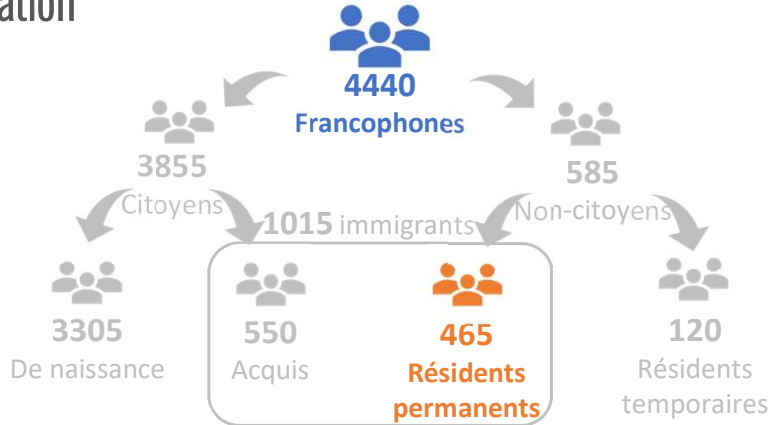 4440
Francophones
3855
Citoyens
585
Non-citoyens
1015 immigrants
3305
De naissance
550
Acquis
465
Résidents
permanents
120
Résidents
temporaires